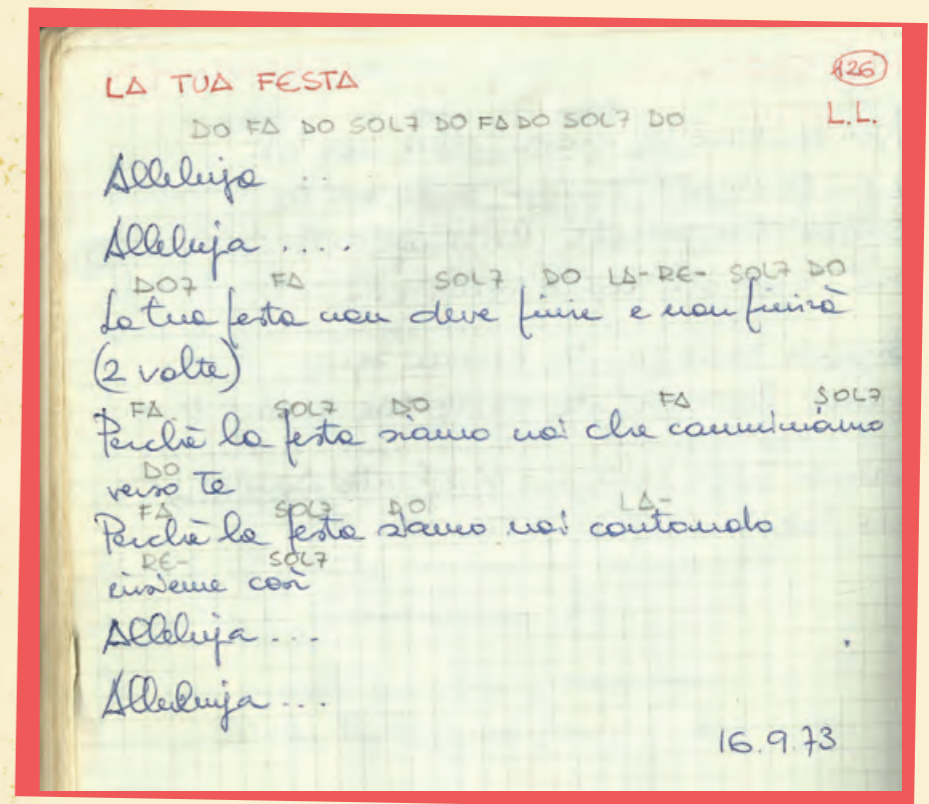 LA TUA FESTA
126
L.L.
DO FA DO SOL7 DO FA DO SOL7 DO
Alleluja ...
Alleluja ....
DO7 FA SOL7 DO LA- RE- SOL7 DO
La tua festa non deve finire e non finirà
(2 volte)
FA SOL7 DO FA SOL7
Perchè la festa siamo noi che camminiamo
DO
verso Te
FA SOL7 DO LA-
Perchè la festa siamo noi cantando
RE- SOL7
insieme così
Alleluja ...
Alleluja ...
16.9.73